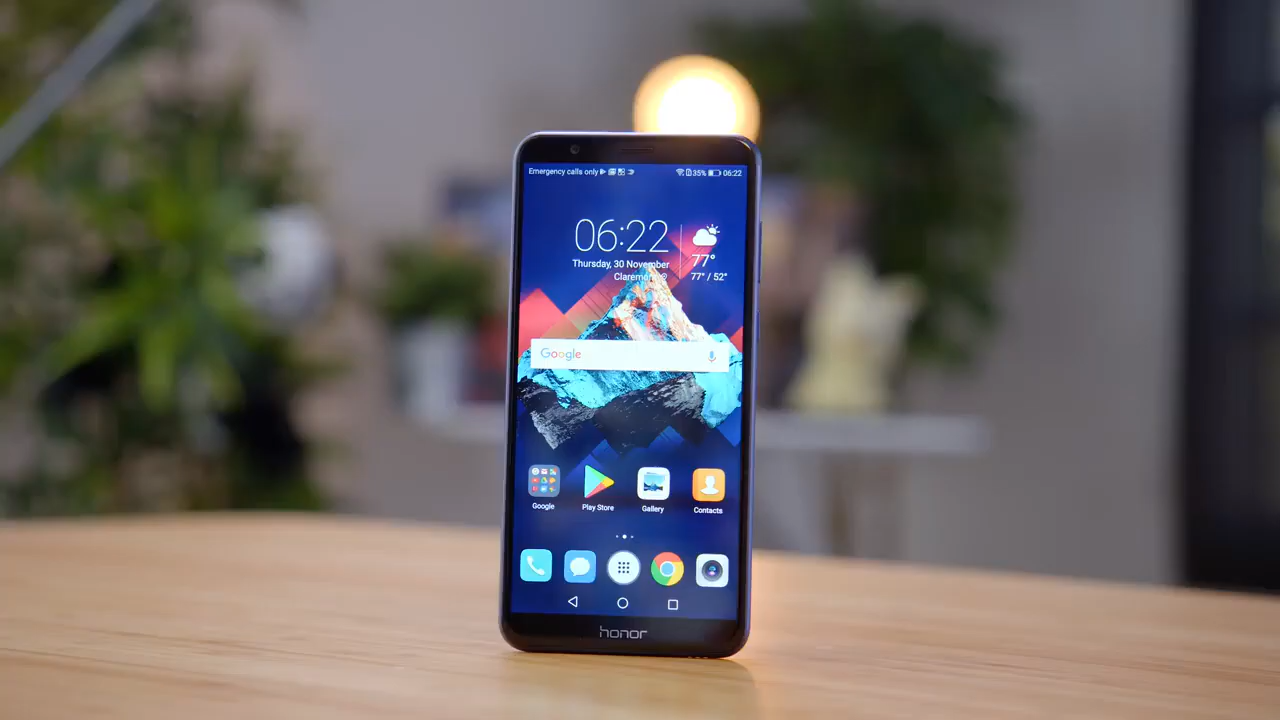 Emergency calls only
35% 06:22
06:22
Thursday, 30 November
Claremont
77°
77° / 52°
Google
Google
Play Store
Gallery
Contacts
honor